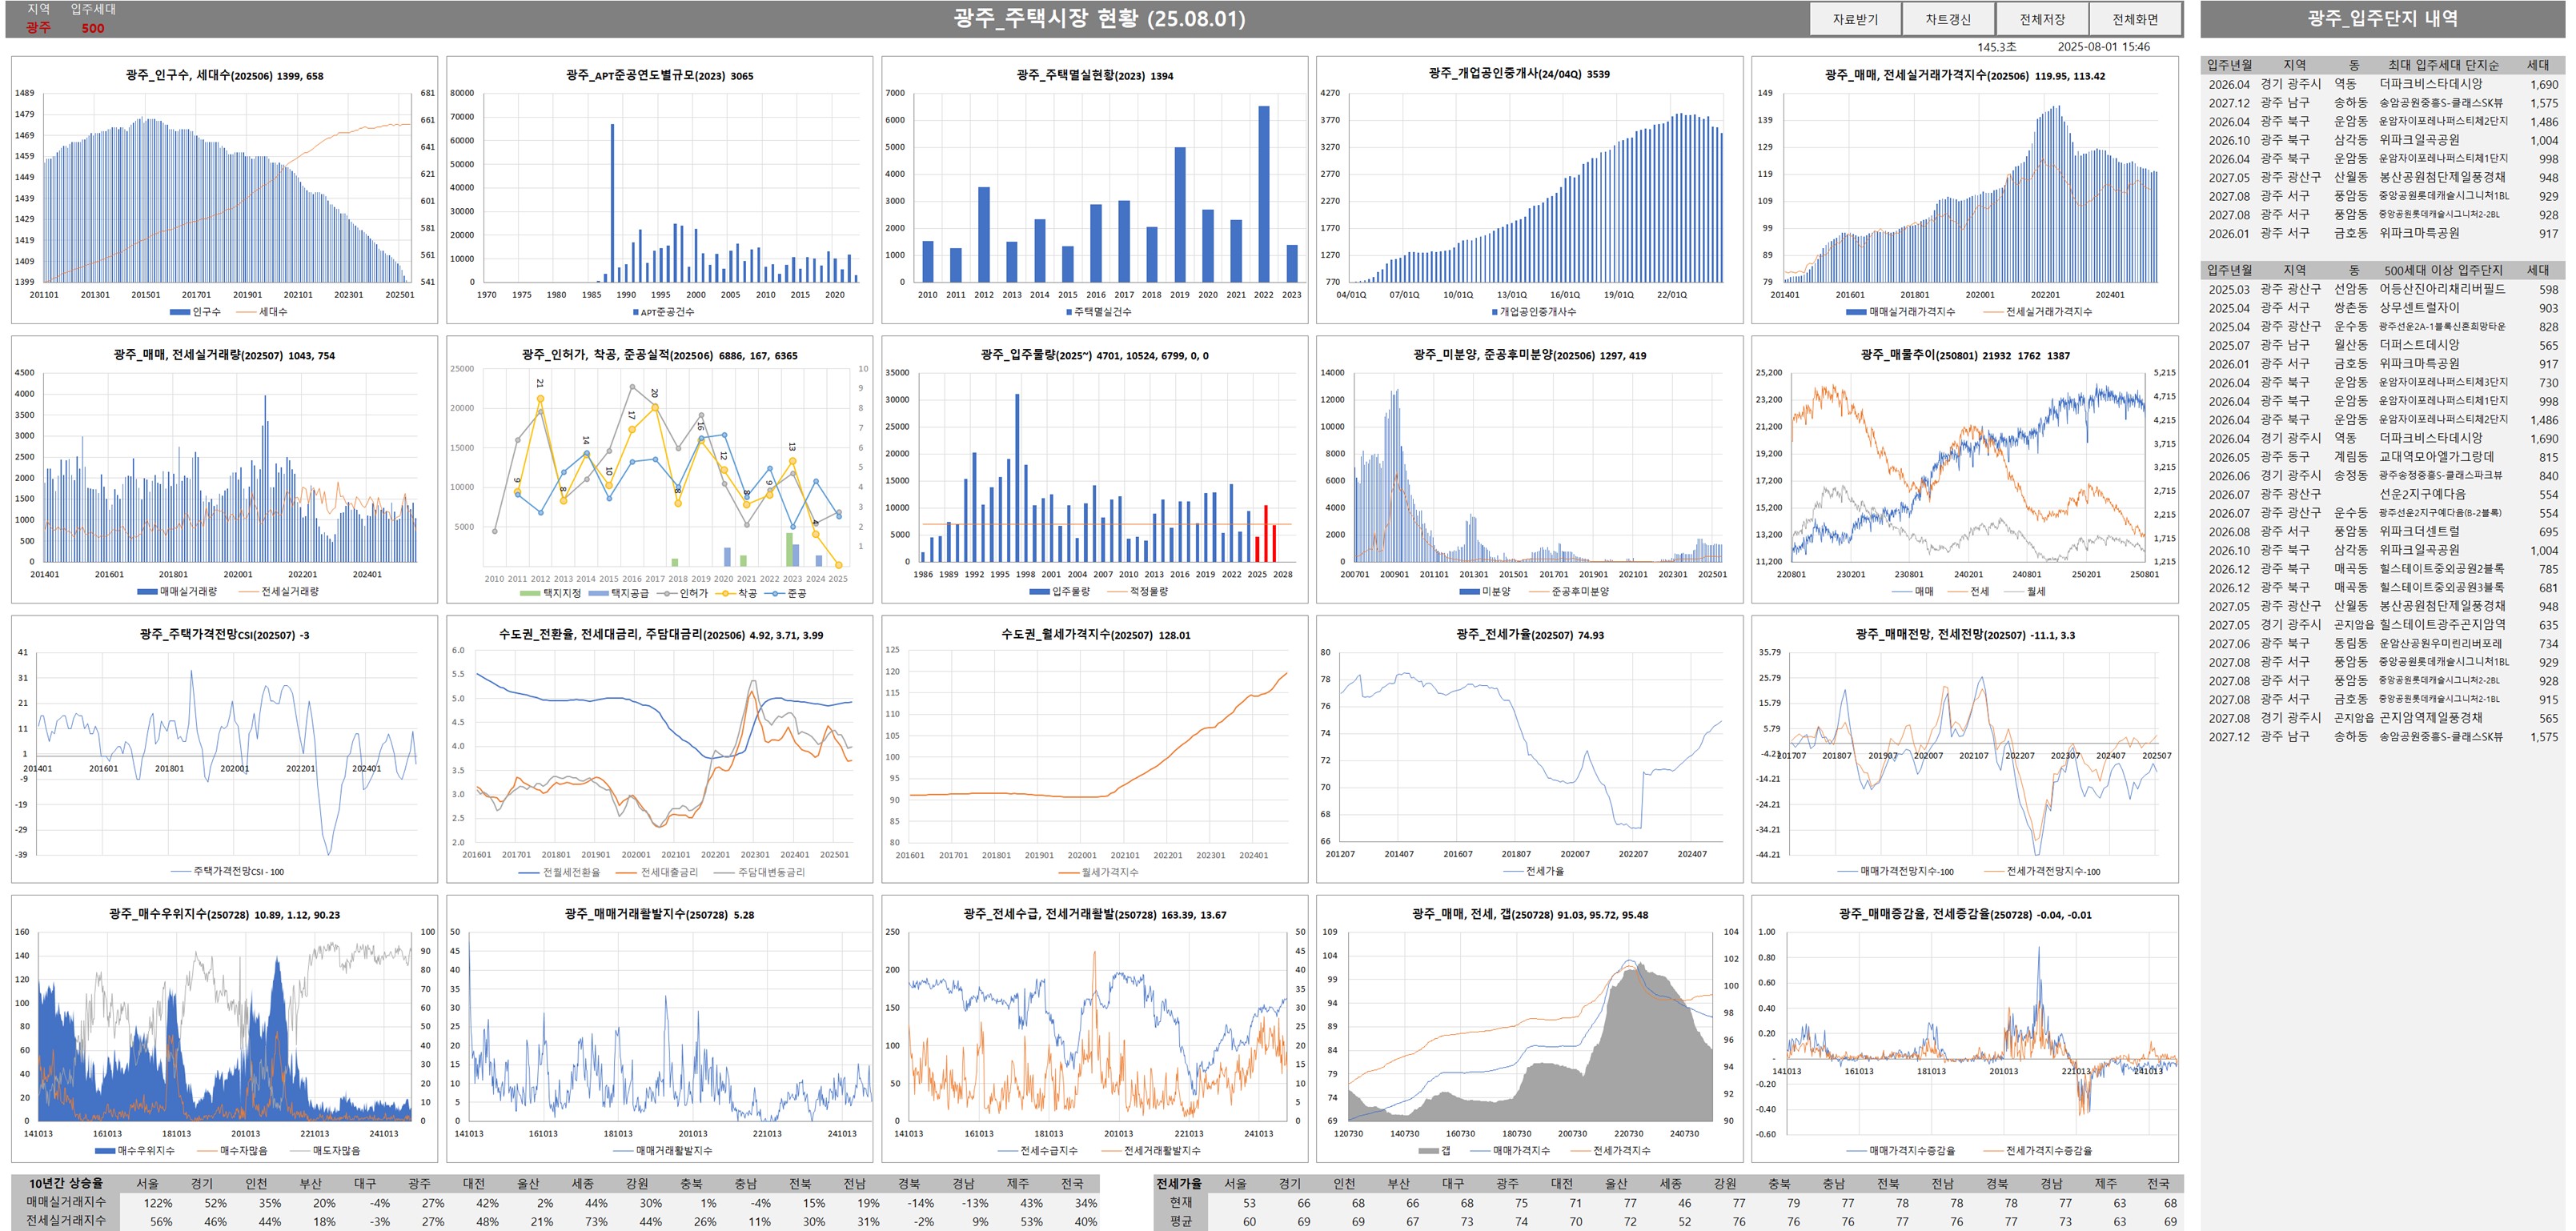 지역 입주세대
광주 500
광주_주택시장 현황 (25.08.01)
자료받기 차트갱신 전체저장 전체화면
145.3초 2025-08-01 15:46
광주_인구수, 세대수(202506) 1399, 658
인구수 세대수
광주_APT준공연도별규모(2023) 3065
APT준공건수
광주_주택멸실현황(2023) 1394
주택멸실건수
광주_개업공인중개사(24/04Q) 3539
개업공인중개사수
광주_매매, 전세실거래가격지수(202506) 119.95, 113.42
매매실거래가격지수 전세실거래가격지수
광주_매매, 전세실거래량(202507) 1043, 754
매매실거래량 전세실거래량
광주_인허가, 착공, 준공실적(202506) 6886, 167, 6365
택지지정 택지공급 인허가 착공 준공
광주_입주물량(2025~) 4701, 10524, 6799, 0, 0
입주물량 적정물량
광주_미분양, 준공후미분양(202506) 1297, 419
미분양 준공후미분양
광주_매물추이(250801) 21932 1762 1387
매매 전세 월세
광주_주택가격전망CSI(202507) -3
주택가격전망CSI - 100
수도권_전환율, 전세대금리, 주담대금리(202506) 4.92, 3.71, 3.99
전월세전환율 전세대출금리 주담대변동금리
수도권_월세가격지수(202507) 128.01
월세가격지수
광주_전세가율(202507) 74.93
전세가율
광주_매매전망, 전세전망(202507) -11.1, 3.3
매매가격전망지수-100 전세가격전망지수-100
광주_매수우위지수(250728) 10.89, 1.12, 90.23
매수우위지수 매수자많음 매도자많음
광주_매매거래활발지수(250728) 5.28
매매거래활발지수
광주_전세수급, 전세거래활발(250728) 163.39, 13.67
전세수급지수 전세거래활발지수
광주_매매, 전세, 갭(250728) 91.03, 95.72, 95.48
갭 매매가격지수 전세가격지수
광주_매매증감율, 전세증감율(250728) -0.04, -0.01
매매가격지수증감율 전세가격지수증감율
10년간 상승율 서울 경기 인천 부산 대구 광주 대전 울산 세종 강원 충북 충남 전북 전남 경북 경남 제주 전국
매매실거래지수 122% 52% 35% 20% -4% 27% 42% 2% 44% 30% 1% -4% 15% 19% -14% -13% 43% 34%
전세실거래지수 56% 46% 44% 18% -3% 27% 48% 21% 73% 44% 26% 11% 30% 31% -2% 9% 53% 40%
전세가율 서울 경기 인천 부산 대구 광주 대전 울산 세종 강원 충북 충남 전북 전남 경북 경남 제주 전국
현재 53 66 68 66 68 75 71 77 46 77 79 77 78 78 78 77 63 68
평균 60 69 69 67 73 74 70 72 52 76 76 76 77 76 77 73 63 69
광주_입주단지 내역
입주년월 지역 동 최대 입주세대 단지순 세대
2026.04 경기 광주시 역동 더파크비스타데시앙 1,690
2027.12 광주 남구 송하동 송암공원중흥S-클래스SK뷰 1,575
2026.04 광주 북구 운암동 운암자이포레나퍼스티체2단지 1,486
2026.10 광주 북구 삼각동 위파크일곡공원 1,004
2026.04 광주 북구 운암동 운암자이포레나퍼스티체1단지 998
2027.05 광주 광산구 산월동 봉산공원첨단제일풍경채 948
2027.08 광주 서구 풍암동 중앙공원롯데캐슬시그니처1BL 929
2027.08 광주 서구 풍암동 중앙공원롯데캐슬시그니처2-2BL 928
2026.01 광주 서구 금호동 위파크마륵공원 917
입주년월 지역 동 500세대 이상 입주단지 세대
2025.03 광주 광산구 선암동 어등산진아리채리버필드 598
2025.04 광주 서구 쌍촌동 상무센트럴자이 903
2025.04 광주 광산구 운수동 광주선운2A-1블록신혼희망타운 828
2025.07 광주 남구 월산동 더퍼스트데시앙 565
2026.01 광주 서구 금호동 위파크마륵공원 917
2026.04 광주 북구 운암동 운암자이포레나퍼스티체3단지 730
2026.04 광주 북구 운암동 운암자이포레나퍼스티체1단지 998
2026.04 광주 북구 운암동 운암자이포레나퍼스티체2단지 1,486
2026.04 경기 광주시 역동 더파크비스타데시앙 1,690
2026.05 광주 동구 계림동 교대역모아엘가그랑데 815
2026.06 경기 광주시 송정동 광주송정중흥S-클래스파크뷰 840
2026.07 광주 광산구 선운2지구예다음 554
2026.07 광주 광산구 운수동 광주선운2지구예다음(B-2블록) 554
2026.08 광주 서구 풍암동 위파크더센트럴 695
2026.10 광주 북구 삼각동 위파크일곡공원 1,004
2026.12 광주 북구 매곡동 힐스테이트중외공원2블록 785
2026.12 광주 북구 매곡동 힐스테이트중외공원3블록 681
2027.05 광주 광산구 산월동 봉산공원첨단제일풍경채 948
2027.05 경기 광주시 곤지암읍 힐스테이트광주곤지암역 635
2027.06 광주 북구 동림동 운암산공원우미린리버포레 734
2027.08 광주 서구 풍암동 중앙공원롯데캐슬시그니처1BL 929
2027.08 광주 서구 풍암동 중앙공원롯데캐슬시그니처2-2BL 928
2027.08 광주 서구 금호동 중앙공원롯데캐슬시그니처2-1BL 915
2027.08 경기 광주시 곤지암읍 곤지암역제일풍경채 565
2027.12 광주 남구 송하동 송암공원중흥S-클래스SK뷰 1,575